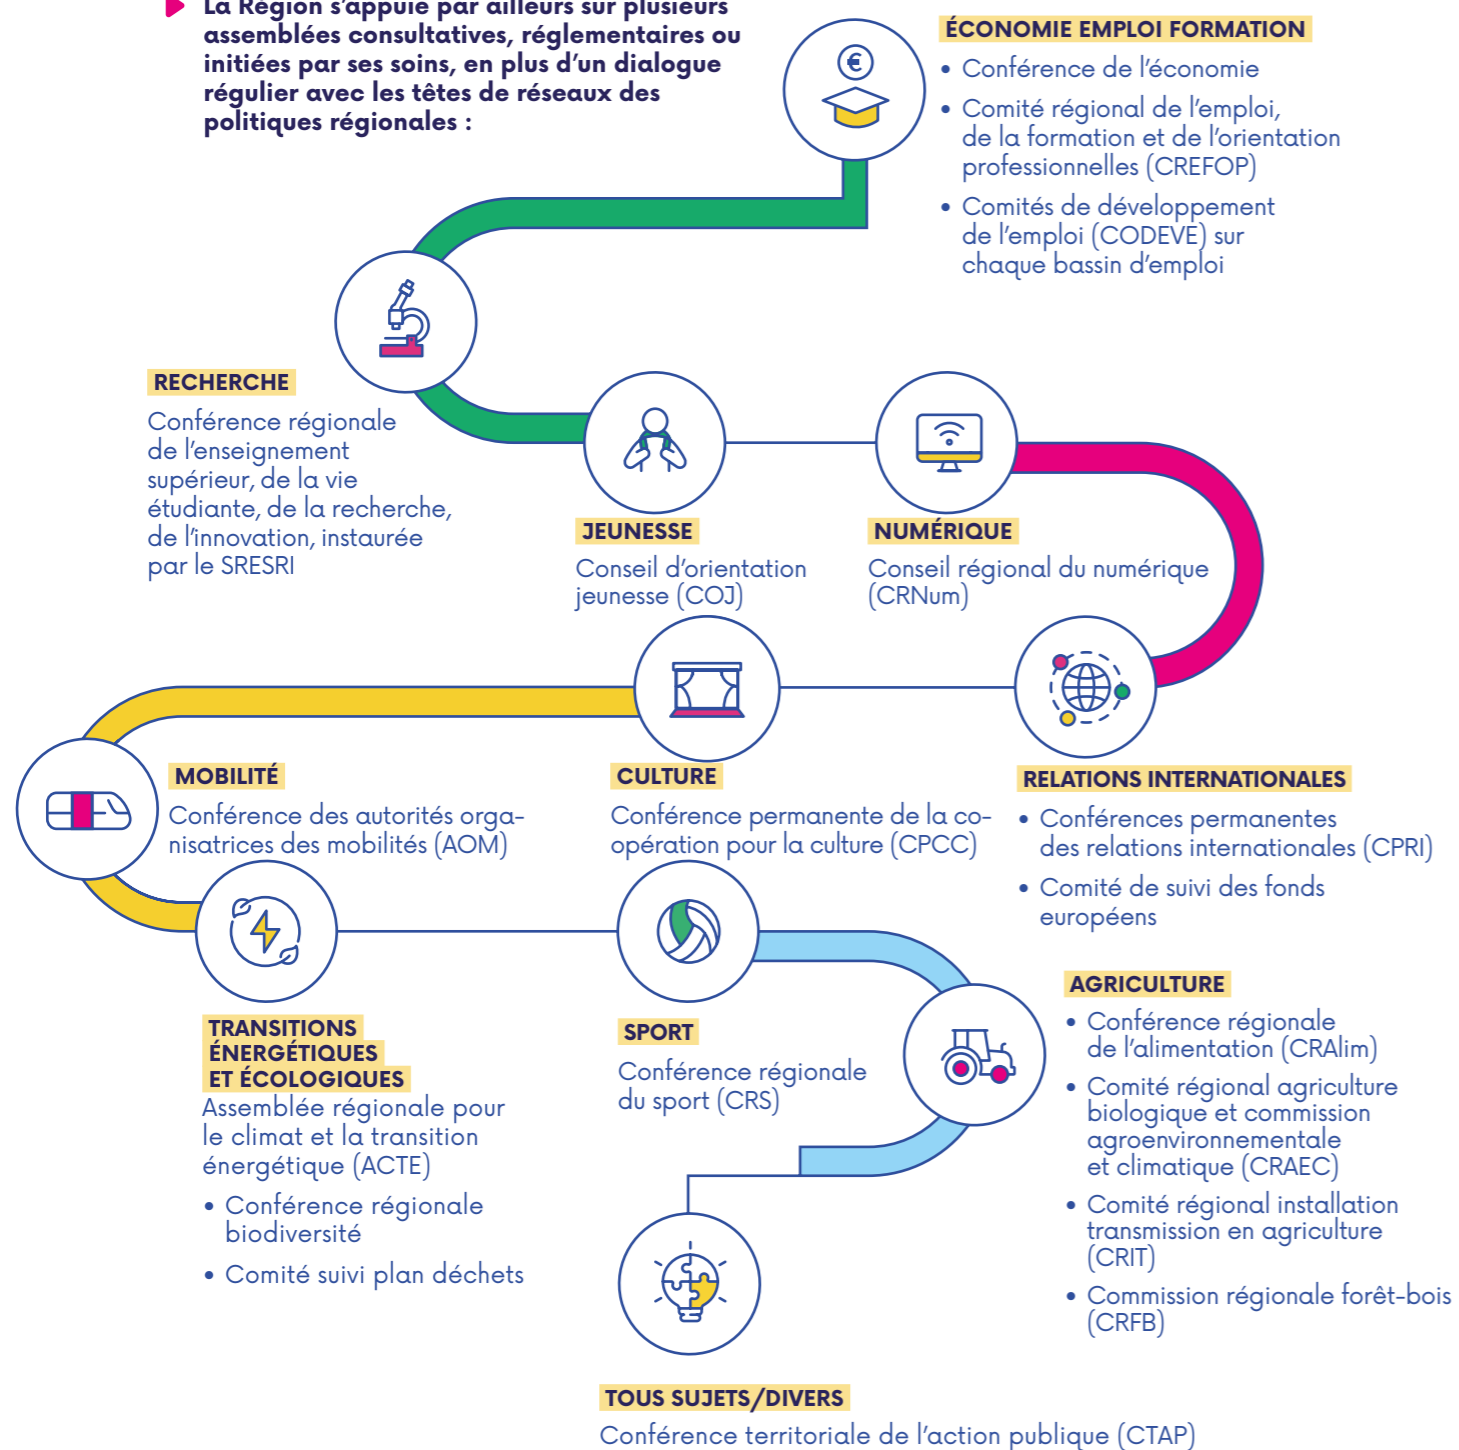 La Région s'appuie par ailleurs sur plusieurs
assemblées consultatives, réglementaires ou
initiées par ses soins, en plus d'un dialogue
régulier avec les têtes de réseaux des
politiques régionales :
ÉCONOMIE EMPLOI FORMATION
• Conférence de l'économie
• Comité régional de l'emploi,
de la formation et de l'orientation
professionnelles (CREFOP)
• Comités de développement
de l'emploi (CODEVE) sur
chaque bassin d'emploi
€
RECHERCHE
Conférence régionale
de l'enseignement
supérieur, de la vie
étudiante, de la recherche,
de l'innovation, instaurée
par le SRESRI
JEUNESSE
Conseil d'orientation
jeunesse (COJ)
NUMÉRIQUE
Conseil régional du numérique
(CRNum)
MOBILITÉ
Conférence des autorités orga-
nisatrices des mobilités (AOM)
CULTURE
Conférence permanente de la co-
opération pour la culture (CPCC)
RELATIONS INTERNATIONALES
• Conférences permanentes
des relations internationales (CPRI)
• Comité de suivi des fonds
européens
TRANSITIONS
ÉNERGÉTIQUES
ET ÉCOLOGIQUES
Assemblée régionale pour
le climat et la transition
énergétique (ACTE)
• Conférence régionale
biodiversité
• Comité suivi plan déchets
SPORT
Conférence régionale
du sport (CRS)
AGRICULTURE
• Conférence régionale
de l'alimentation (CRAlim)
• Comité régional agriculture
biologique et commission
agroenvironnementale
et climatique (CRAEC)
• Comité régional installation
transmission en agriculture
(CRIT)
• Commission régionale forêt-bois
(CRFB)
TOUS SUJETS/DIVERS
Conférence territoriale de l'action publique (CTAP)